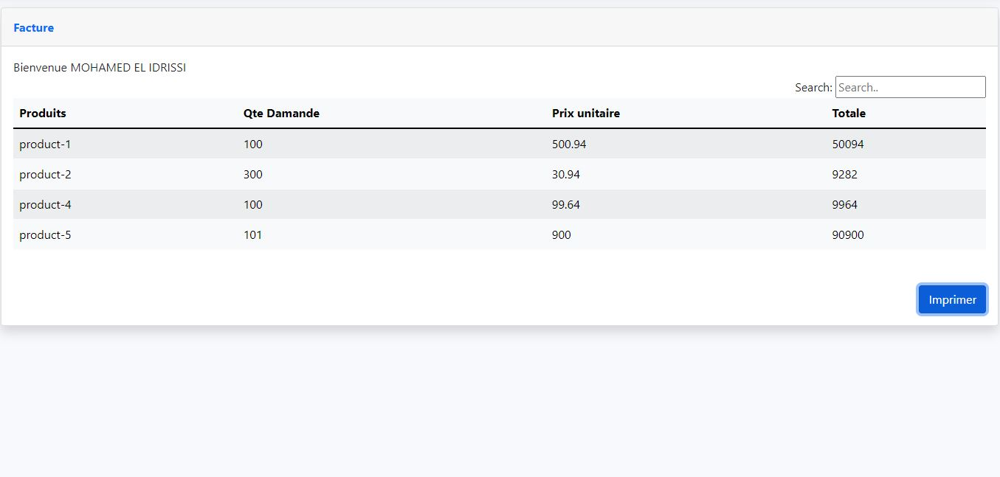 Facture
Bienvenue MOHAMED EL IDRISSI
Search: Search..
Produits Qte Damande Prix unitaire Totale
product-1 100 500.94 50094
product-2 300 30.94 9282
product-4 100 99.64 9964
product-5 101 900 90900
Imprimer